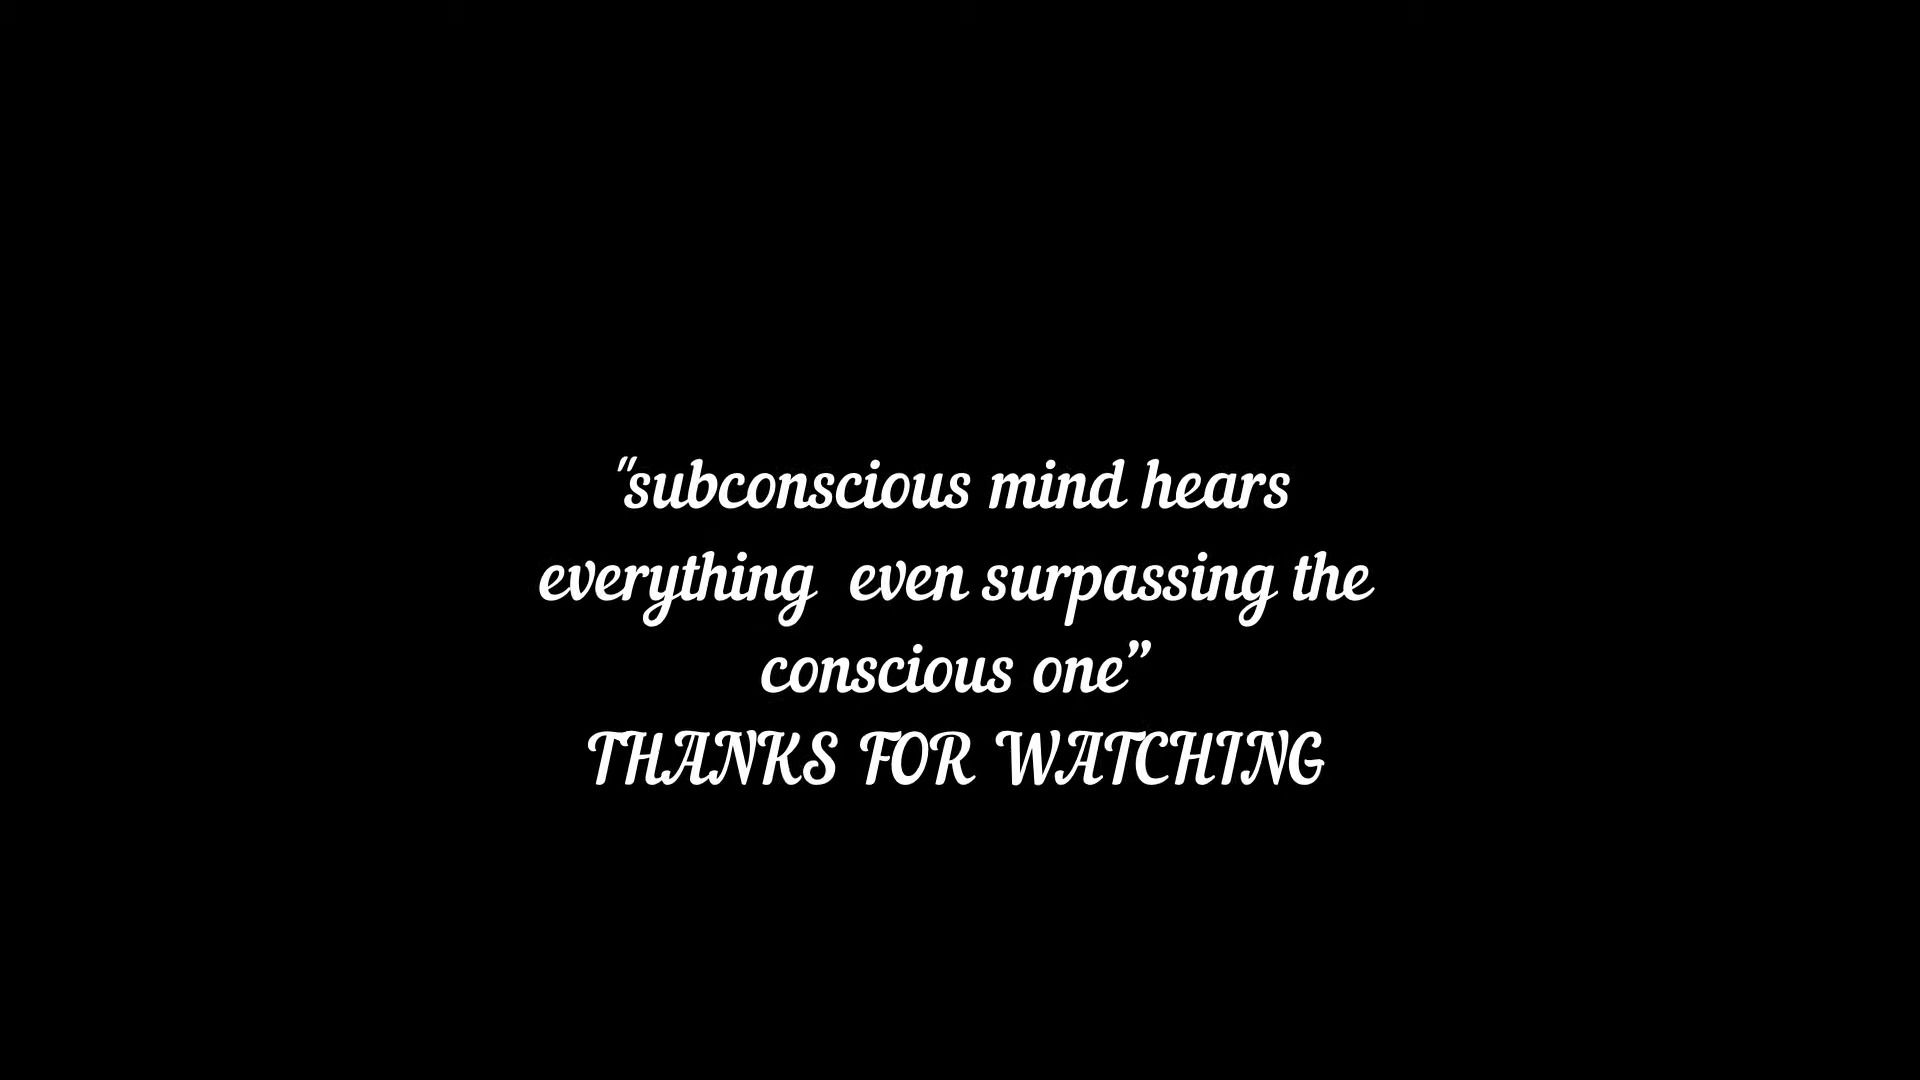 "subconscious mind hears
everything  even surpassing the
conscious one”
THANKS FOR WATCHING